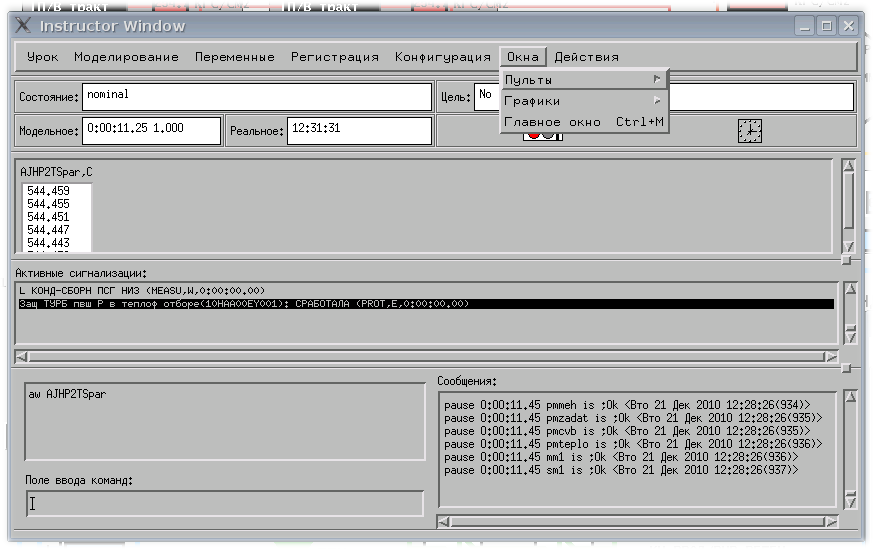 Instructor Window
Урок Моделирование Переменные Регистрация Конфигурация Окна Действия
Пульты
Графики
Главное окно Ctrl+M
Состояние: nominal Цель: No
Модельное: 0:00:11.25 1.000 Реальное: 12:31:31
AJHP2TSpar,C
544.459
544.455
544.451
544.447
544.443
Активные сигнализации:
L КОНД-СБОРН ПСГ НИЗ (MEASU,W,0:00:00.00)
Защ ТУРБ пвш Р в теплоф отборе(10HAA00EY001): СРАБОТАЛА (PROT,E,0:00:00.00)
aw AJHP2TSpar
Поле ввода команд:
Сообщения:
pause 0:00:11.45 pmmeh is ;Ok <Вто 21 Дек 2010 12:28:26(934)>
pause 0:00:11.45 pmzadat is ;Ok <Вто 21 Дек 2010 12:28:26(935)>
pause 0:00:11.45 pmcvb is ;Ok <Вто 21 Дек 2010 12:28:26(935)>
pause 0:00:11.45 pmteplo is ;Ok <Вто 21 Дек 2010 12:28:26(936)>
pause 0:00:11.45 mm1 is ;Ok <Вто 21 Дек 2010 12:28:26(936)>
pause 0:00:11.45 sm1 is ;Ok <Вто 21 Дек 2010 12:28:26(937)>